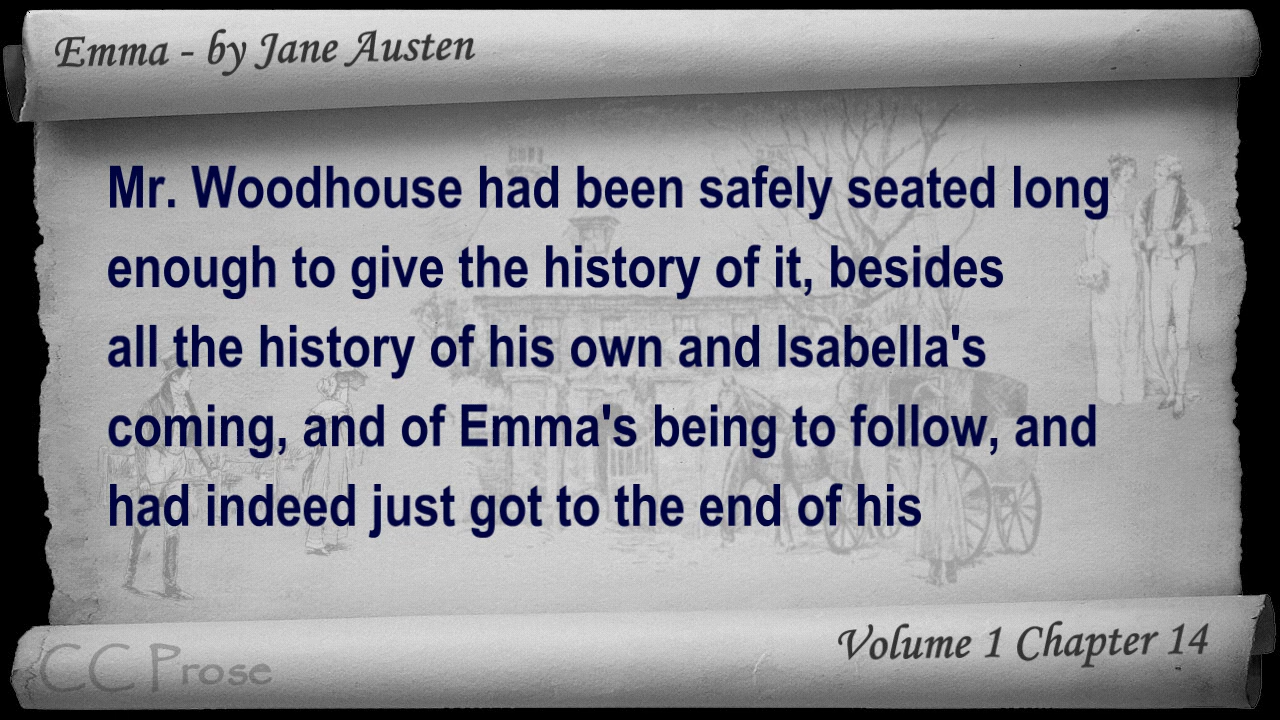 Emma - by Jane Austen
Mr. Woodhouse had been safely seated long
enough to give the history of it, besides
all the history of his own and Isabella's
coming, and of Emma's being to follow, and
had indeed just got to the end of his
Volume 1 Chapter 14
CC Prose